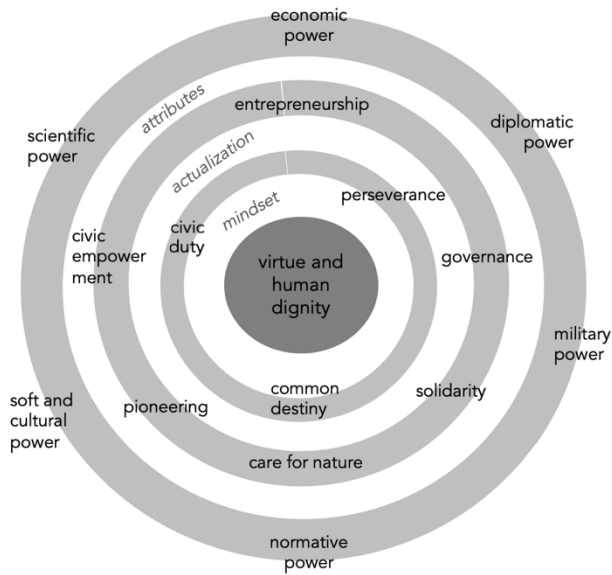 economic
power
attributes
entrepreneurship
scientific
power
diplomatic
power
actualization
mindset
perseverance
civic
duty
civic
empower
ment
virtue and
human
dignity
governance
military
power
common
destiny
solidarity
pioneering
soft and
cultural
power
care for nature
normative
power